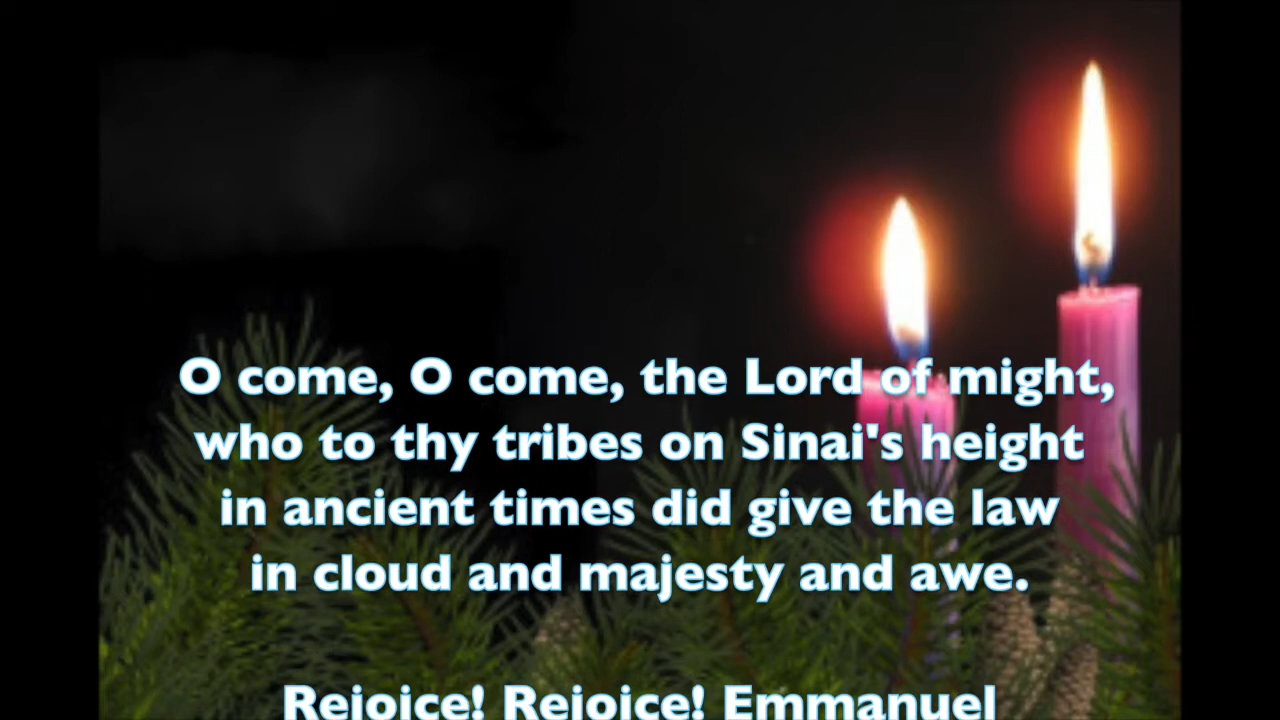 O come, O come, the Lord of might,
who to thy tribes on Sinai's height
in ancient times did give the law
in cloud and majesty and awe.
Rejoice! Rejoice! Emmanuel